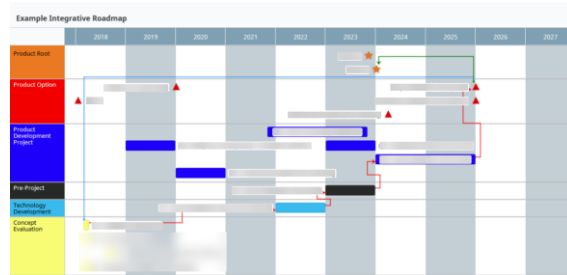 Example Integrative Roadmap
2018 2019 2020 2021 2022 2023 2024 2025 2026 2027
Product Root
Product Option
Product
Development
Project
Pre-Project
Technology
Development
Concept
Evaluation